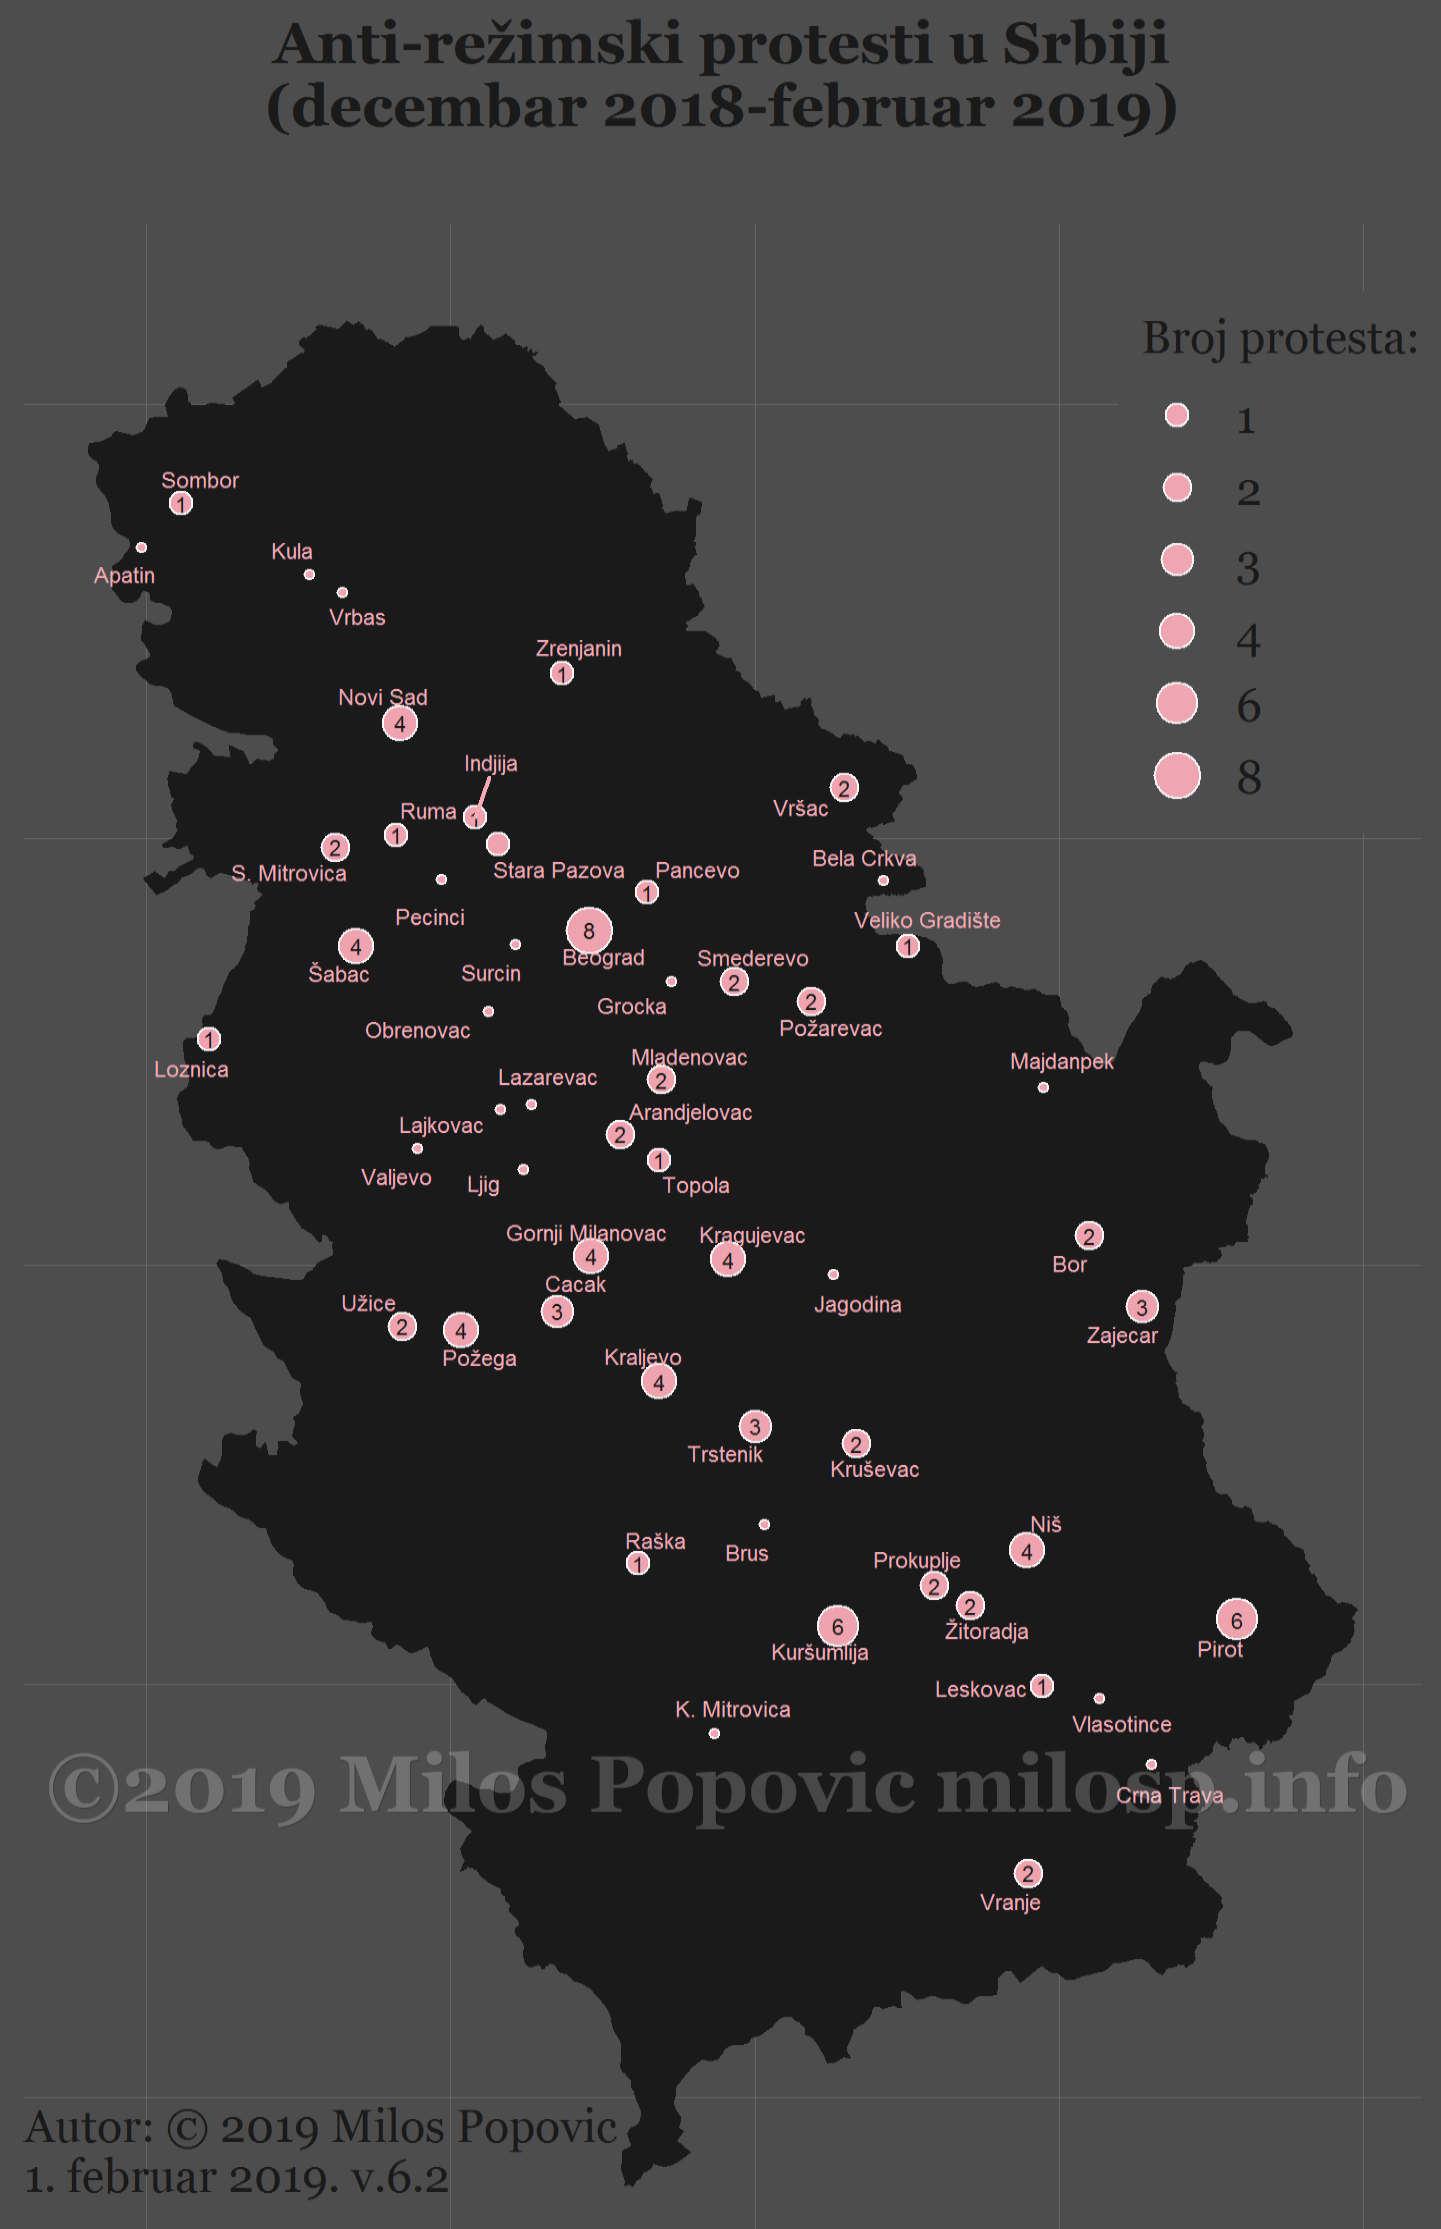 Anti-režimski protesti u Srbiji
(decembar 2018-februar 2019)
Broj protesta:
1
2
3
4
6
8
Sombor
1
Apatin
Kula
Vrbas
Zrenjanin
1
Novi Sad
4
Indjija
1
Ruma
1
Vršac
2
S. Mitrovica
2
Stara Pazova
Pancevo
1
Bela Crkva
Pecinci
Veliko Gradište
1
Šabac
4
Surcin
Beograd
8
Smederevo
2
Grocka
Požarevac
2
Obrenovac
Loznica
1
Mladenovac
2
Majdanpek
Lazarevac
Lajkovac
Arandjelovac
2
Valjevo
Ljig
Topola
1
Gornji Milanovac
4
Kragujevac
4
Bor
2
Cacak
3
Jagodina
Užice
2
Požega
4
Zajecar
3
Kraljevo
4
Trstenik
3
Kruševac
2
Raška
1
Brus
Niš
4
Prokuplje
2
Žitoradja
2
Kuršumlija
6
Pirot
6
Leskovac
1
K. Mitrovica
Vlasotince
©2019 Milos Popovic milosp.info
Crna Trava
Vranje
2
Autor: © 2019 Milos Popovic
1. februar 2019. v.6.2